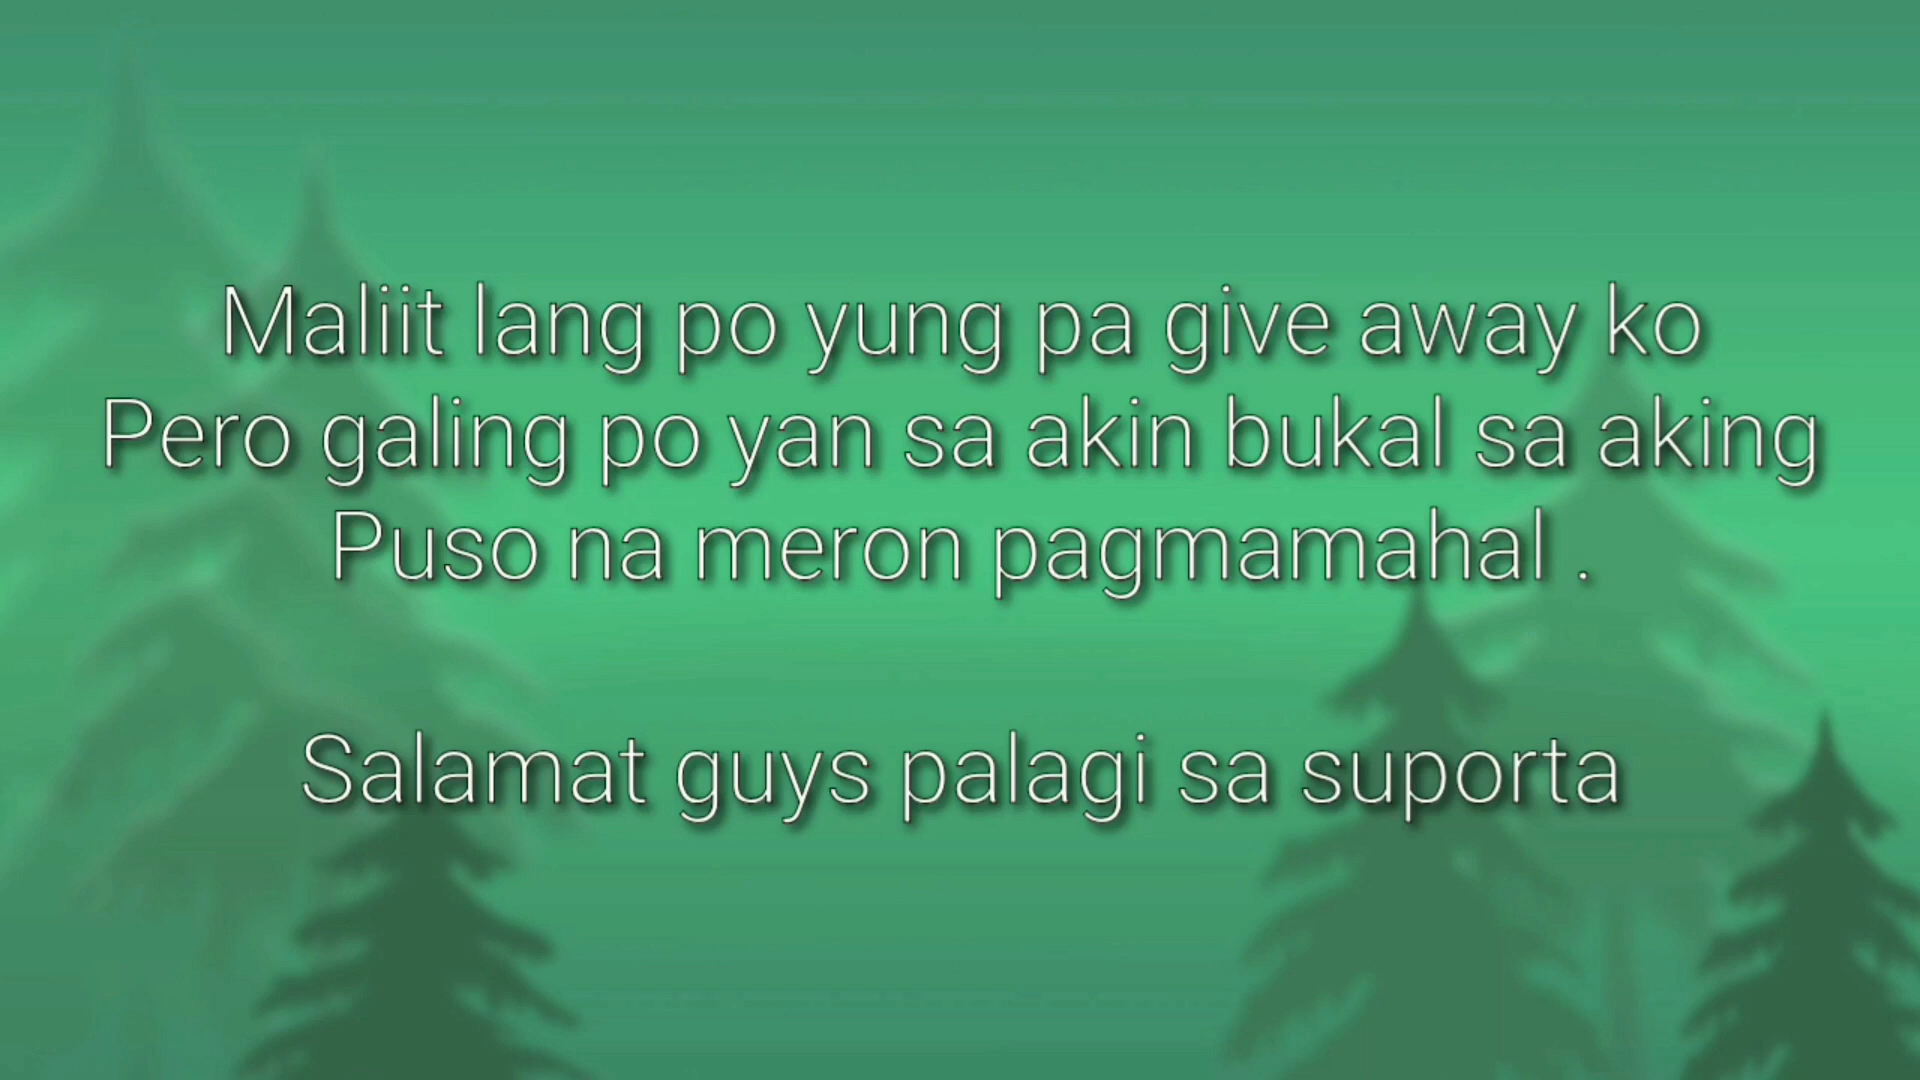 Maliit lang po yung pa give away ko
Pero galing po yan sa akin bukal sa aking
Puso na meron pagmamahal .
Salamat guys palagi sa suporta